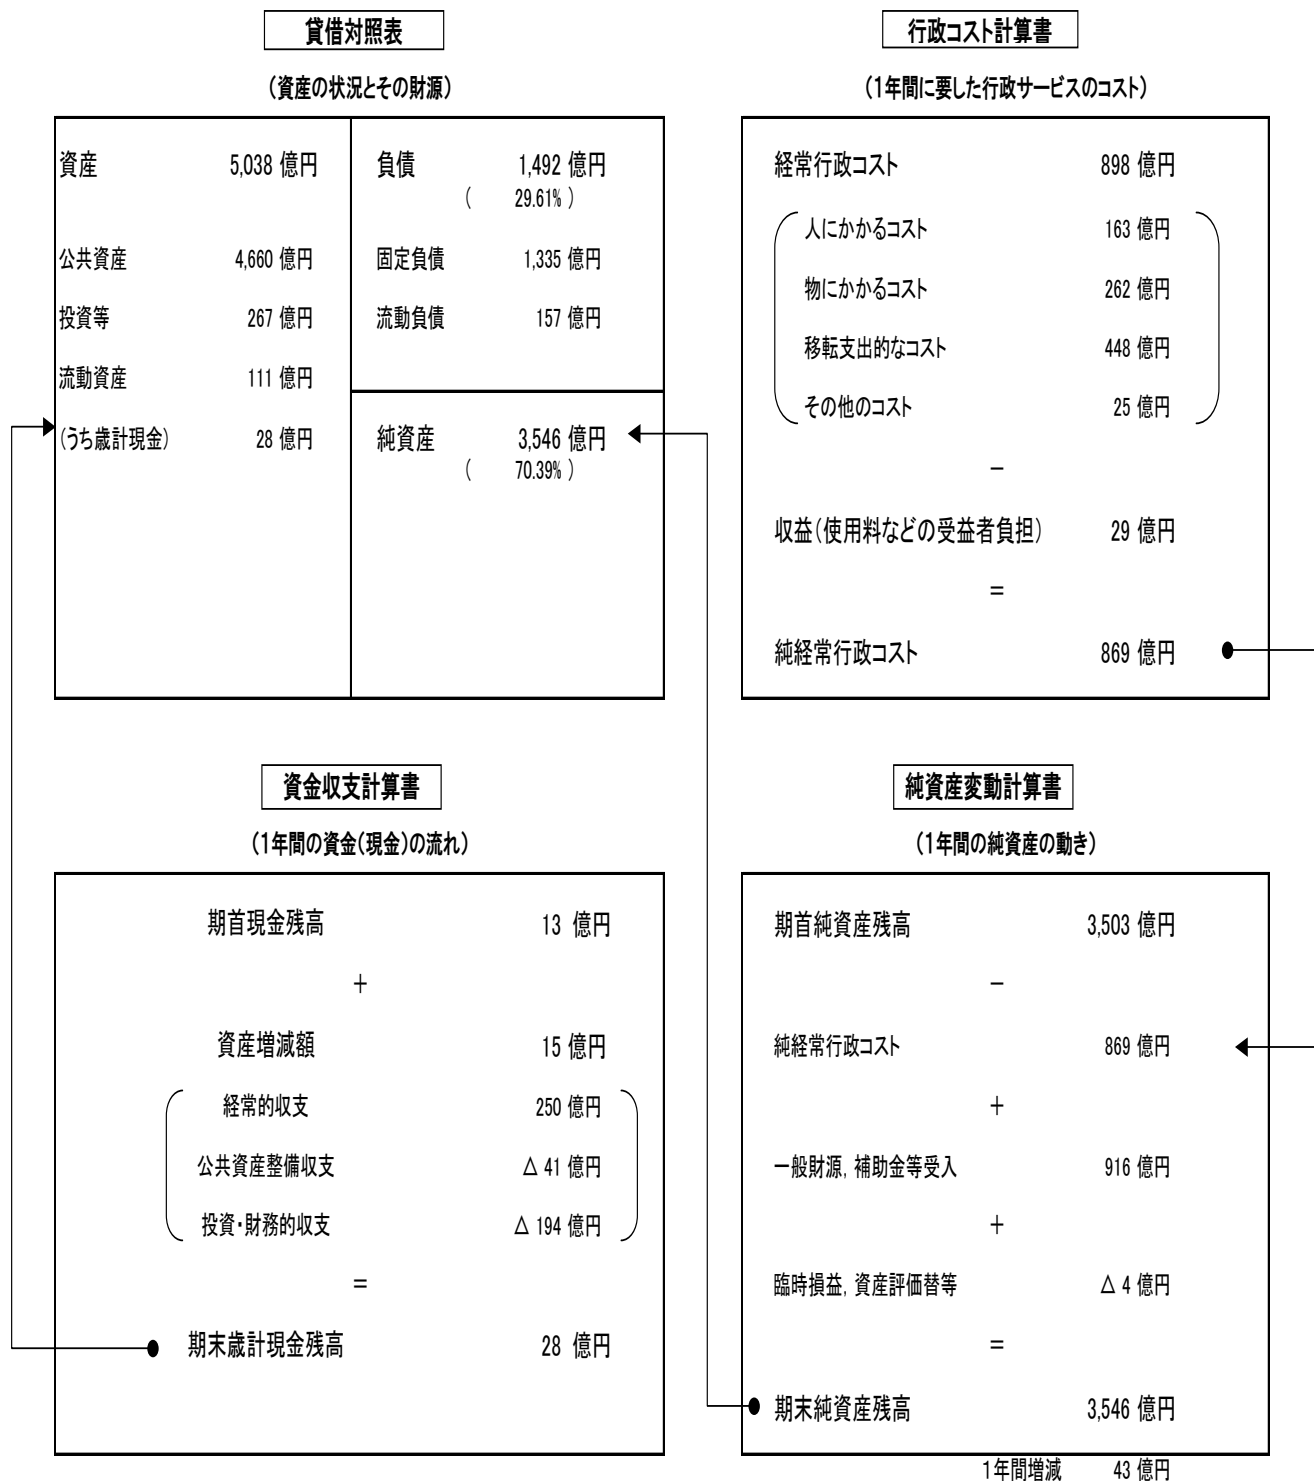 貸借対照表
(資産の状況とその財源)
資産 5,038 億円
負債 1,492 億円
( 29.61% )
公共資産 4,660 億円
固定負債 1,335 億円
投資等 267 億円
流動負債 157 億円
流動資産 111 億円
(うち歳計現金) 28 億円
純資産 3,546 億円
( 70.39% )
行政コスト計算書
(1年間に要した行政サービスのコスト)
経常行政コスト 898 億円
人にかかるコスト 163 億円
物にかかるコスト 262 億円
移転支出的なコスト 448 億円
その他のコスト 25 億円
−
収益(使用料などの受益者負担) 29 億円
=
純経常行政コスト 869 億円
資金収支計算書
(1年間の資金(現金)の流れ)
期首現金残高 13 億円
+
資産増減額 15 億円
経常的収支 250 億円
公共資産整備収支 △ 41 億円
投資・財務的収支 △ 194 億円
=
期末歳計現金残高 28 億円
純資産変動計算書
(1年間の純資産の動き)
期首純資産残高 3,503 億円
−
純経常行政コスト 869 億円
+
一般財源, 補助金等受入 916 億円
+
臨時損益, 資産評価替等 △ 4 億円
=
期末純資産残高 3,546 億円
1年間増減 43 億円